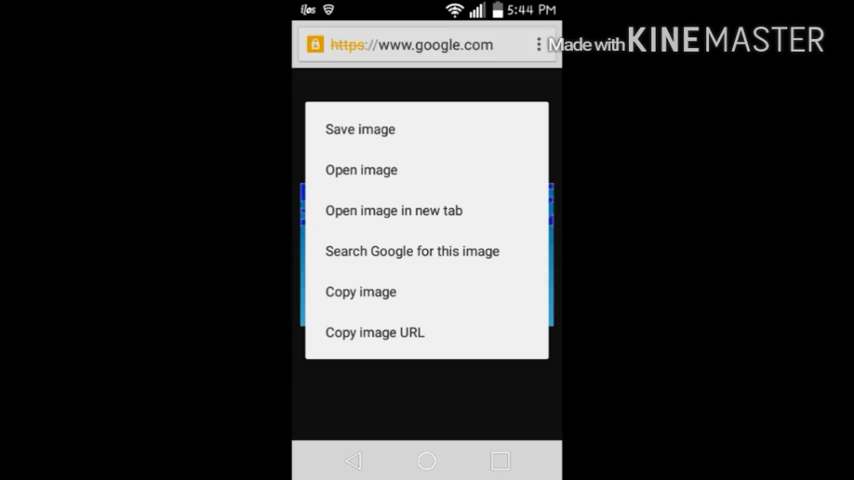 ilos 5:44 PM
https://www.google.com
Made with KINEMASTER
Save image
Open image
Open image in new tab
Search Google for this image
Copy image
Copy image URL